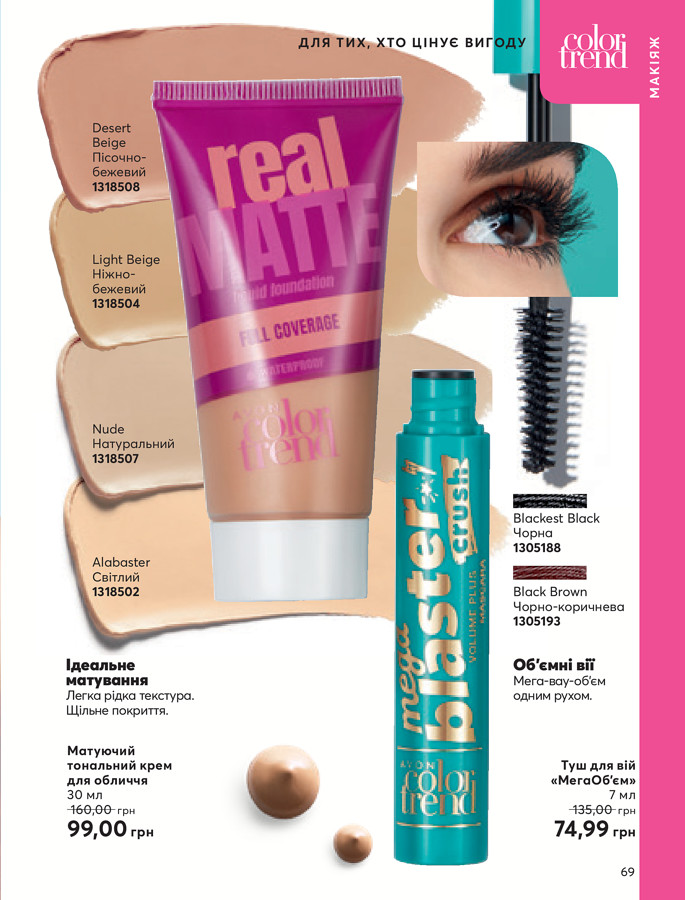 ДЛЯ ТИХ, ХТО ЦІНУЄ ВИГОДУ
color
trend
МАКІЯЖ
Desert
Beige
Пісочно-
бежевий
1318508
Light Beige
Ніжно-
бежевий
1318504
Nude
Натуральний
1318507
Alabaster
Світлий
1318502
real
MATTE
liquid foundation
FULL COVERAGE
WATERPROOF
AVON
color
trend
mega
blaster
crush
VOLUME PLUS
MASCARA
AVON
color
trend
Blackest Black
Чорна
1305188
Black Brown
Чорно-коричнева
1305193
Ідеальне
матування
Легка рідка текстура.
Щільне покриття.
Матуючий
тональний крем
для обличчя
30 мл
160,00 грн
99,00 грн
Об'ємні вії
Мега-вау-об'єм
одним рухом.
Туш для вій
«МегаОб'єм»
7 мл
135,00 грн
74,99 грн
69